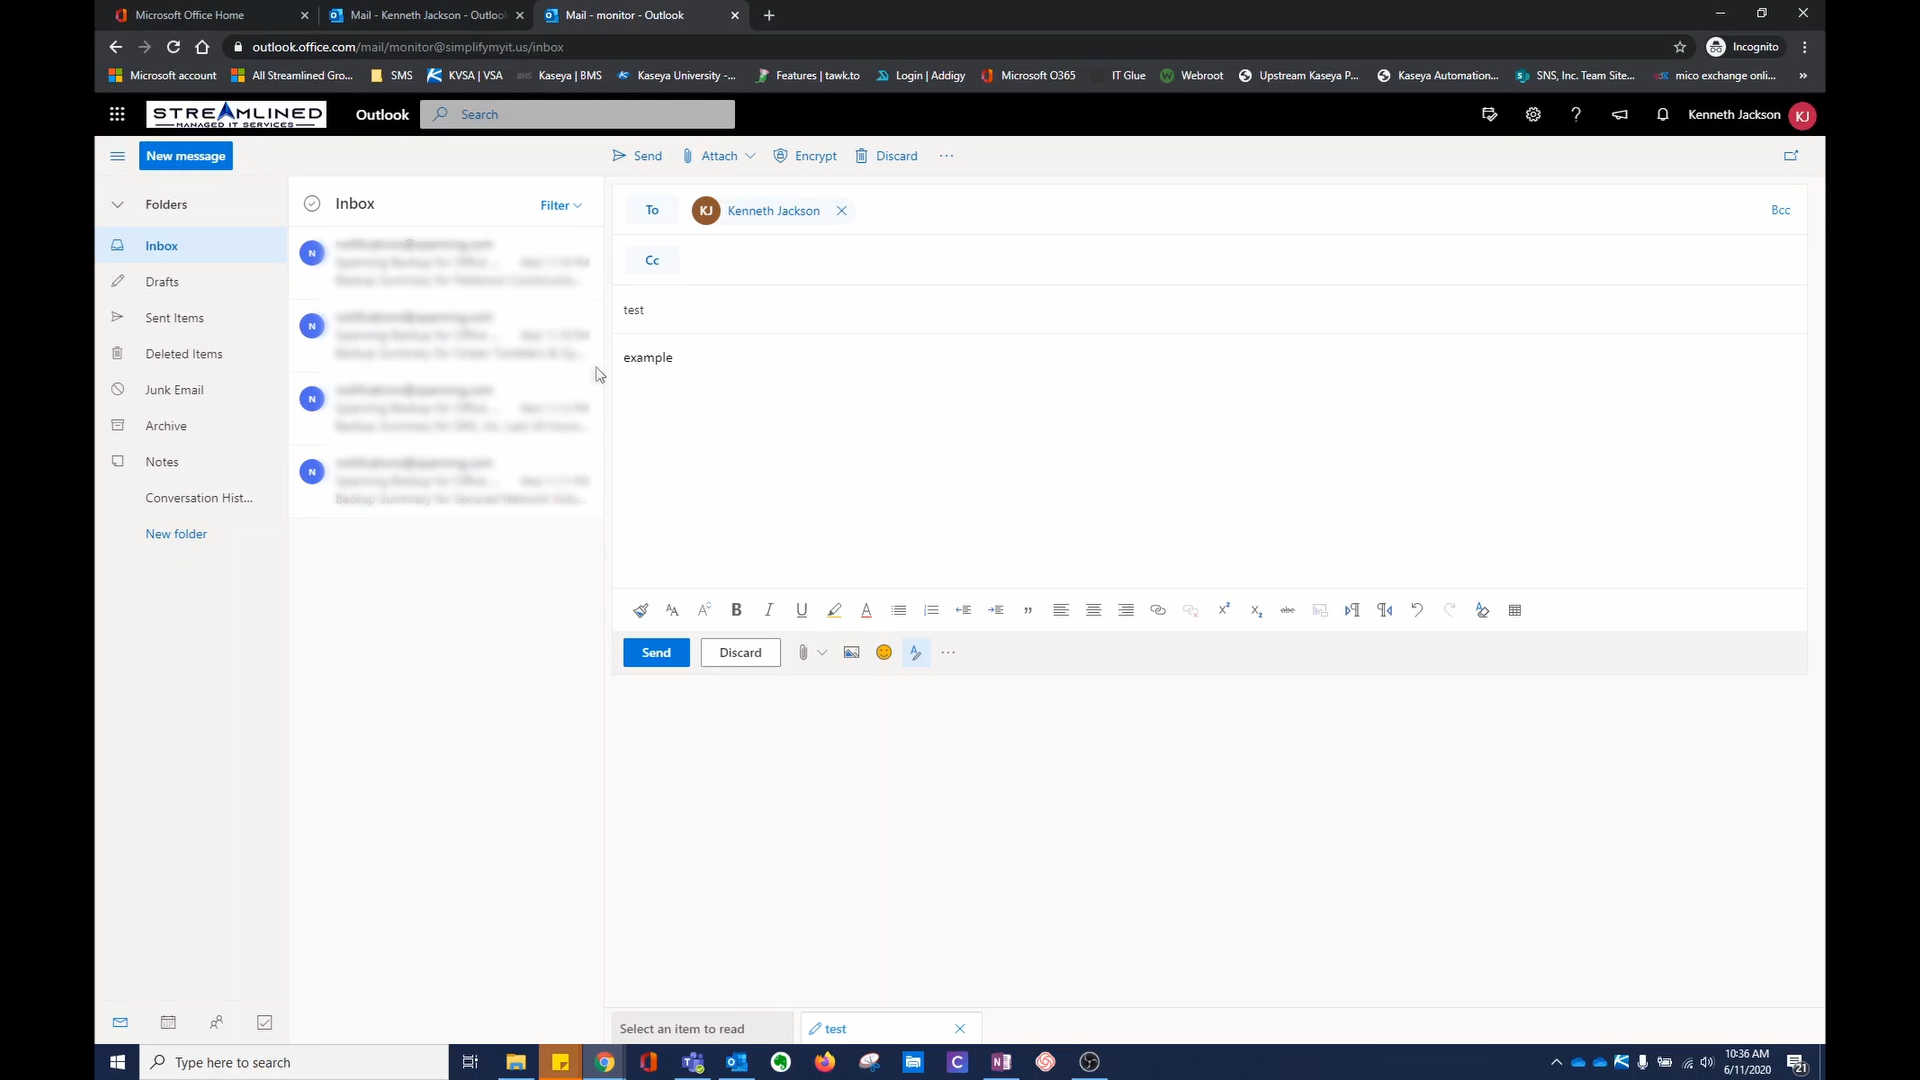 Microsoft Office Home
Mail - Kenneth Jackson - Outlook
Mail - monitor - Outlook
outlook.office.com/mail/monitor@simplifymyit.us/inbox
Incognito
Microsoft account
All Streamlined Gro...
SMS
KVSA | VSA
BMS
Kaseya | BMS
Kaseya University -...
Features | tawk.to
Login | Addigy
Microsoft O365
IT Glue
Webroot
Upstream Kaseya P...
Kaseya Automation...
SNS, Inc. Team Site...
mico exchange onli...
»
STREAMLINED
MANAGED IT SERVICES
Outlook
Search
Kenneth Jackson
KJ
New message
Send
Attach
Encrypt
Discard
Folders
Inbox
Drafts
Sent Items
Deleted Items
Junk Email
Archive
Notes
Conversation Hist...
New folder
Inbox
Filter
N
N
N
N
To
KJ
Kenneth Jackson
Bcc
Cc
test
example
Send
Discard
Select an item to read
test
Type here to search
10:36 AM
6/11/2020
21